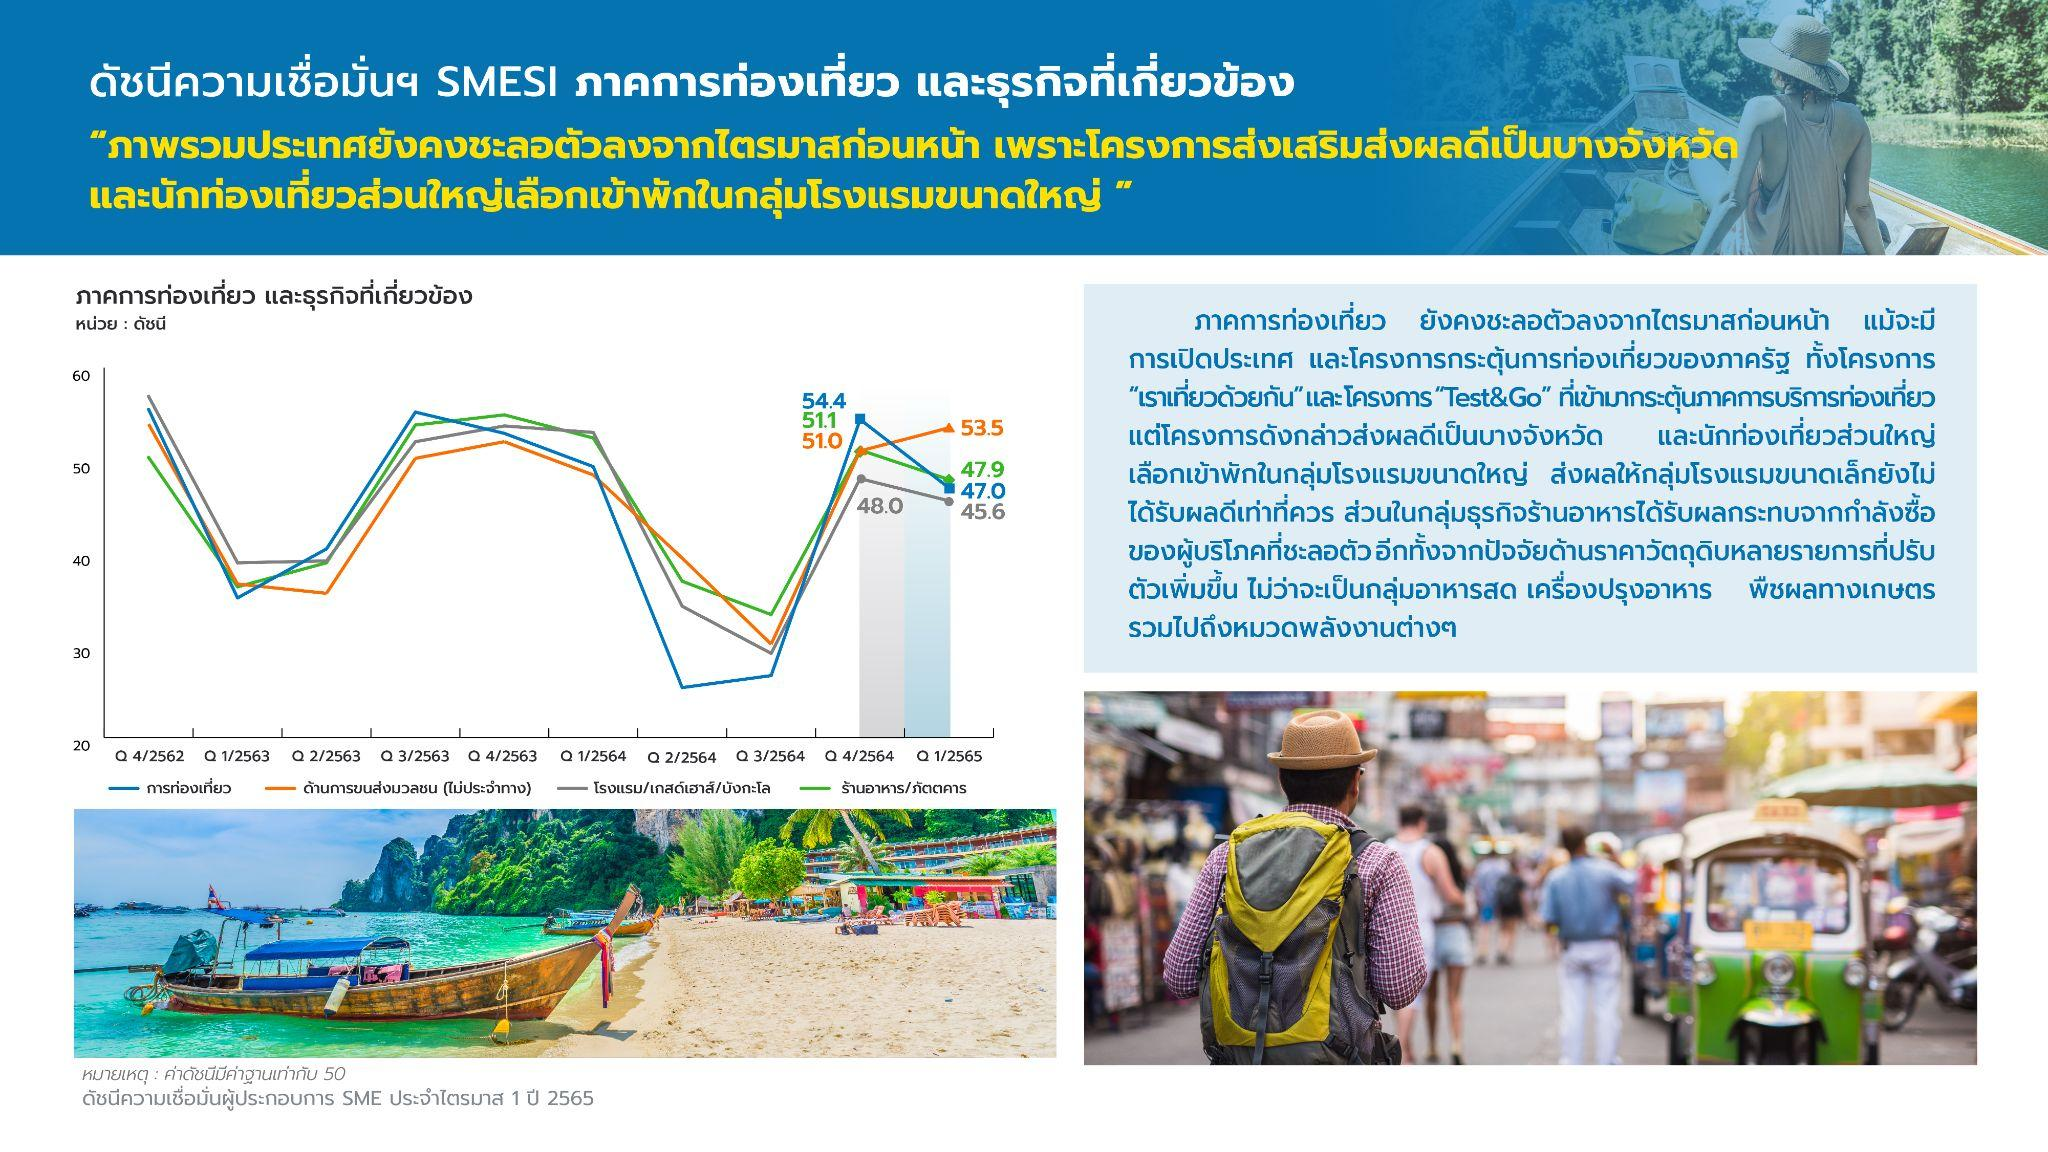 ดัชนีความเชื่อมั่นฯ SMESI ภาคการท่องเที่ยว และธุรกิจที่เกี่ยวข้อง
“ภาพรวมประเทศยังคงชะลอตัวลงจากไตรมาสก่อนหน้า เพราะโครงการส่งเสริมส่งผลดีเป็นบางจังหวัด
และนักท่องเที่ยวส่วนใหญ่เลือกเข้าพักในกลุ่มโรงแรมขนาดใหญ่ ”
ภาคการท่องเที่ยว และธุรกิจที่เกี่ยวข้อง
หน่วย : ดัชนี
60
50
40
30
20
54.4
51.1
51.0
48.0
53.5
47.9
47.0
45.6
Q 4/2562 Q 1/2563 Q 2/2563 Q 3/2563 Q 4/2563 Q 1/2564 Q 2/2564 Q 3/2564 Q 4/2564 Q 1/2565
การท่องเที่ยว ด้านการขนส่งมวลชน (ไม่ประจำทาง) โรงแรม/เกสต์เฮาส์/บังกะโล ร้านอาหาร/ภัตตคาร
ภาคการท่องเที่ยว ยังคงชะลอตัวลงจากไตรมาสก่อนหน้า แม้จะมี
การเปิดประเทศ และโครงการกระตุ้นการท่องเที่ยวของภาครัฐ ทั้งโครงการ
“เราเที่ยวด้วยกัน” และโครงการ “Test&Go” ที่เข้ามากระตุ้นภาคการบริการท่องเที่ยว
แต่โครงการดังกล่าวส่งผลดีเป็นบางจังหวัด และนักท่องเที่ยวส่วนใหญ่
เลือกเข้าพักในกลุ่มโรงแรมขนาดใหญ่ ส่งผลให้กลุ่มโรงแรมขนาดเล็กยังไม่
ได้รับผลดีเท่าที่ควร ส่วนในกลุ่มธุรกิจร้านอาหารได้รับผลกระทบจากกำลังซื้อ
ของผู้บริโภคที่ชะลอตัว อีกทั้งจากปัจจัยด้านราคาวัตถุดิบหลายรายการที่ปรับ
ตัวเพิ่มขึ้น ไม่ว่าจะเป็นกลุ่มอาหารสด เครื่องปรุงอาหาร พืชผลทางเกษตร
รวมไปถึงหมวดพลังงานต่างๆ
หมายเหตุ : ค่าดัชนีมีค่าฐานเท่ากับ 50
ดัชนีความเชื่อมั่นผู้ประกอบการ SME ประจำไตรมาส 1 ปี 2565